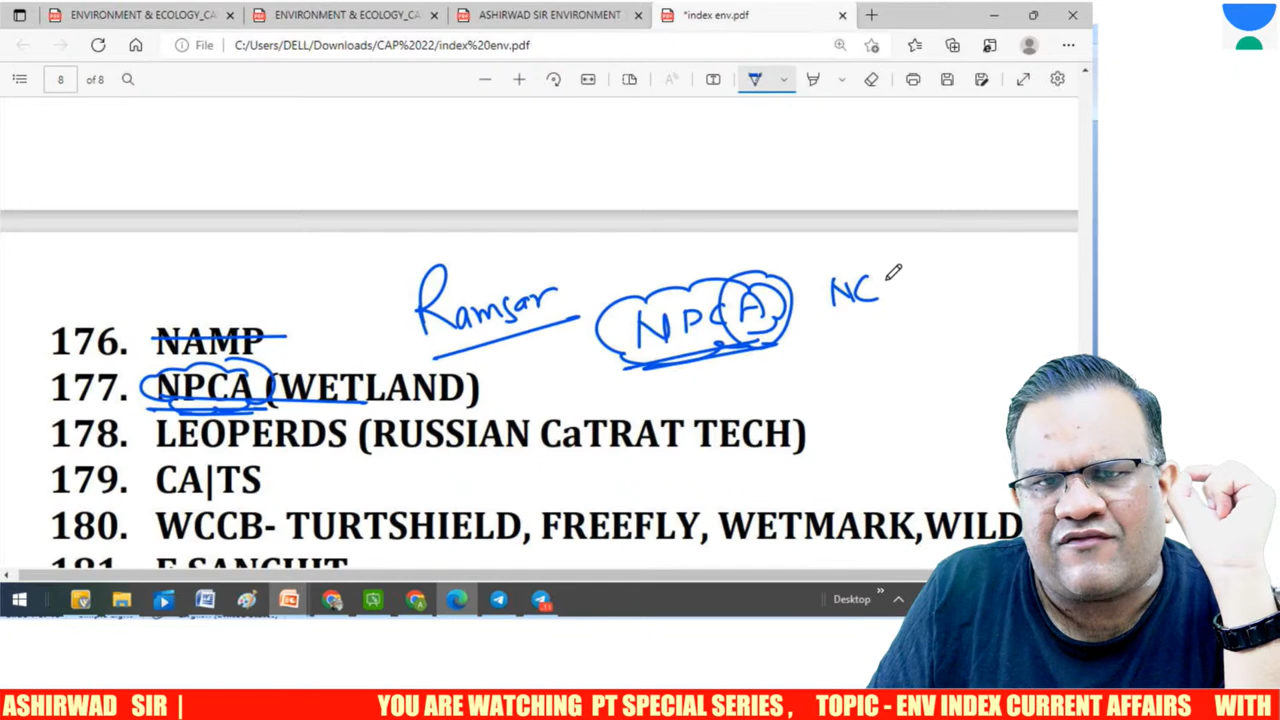 ENVIRONMENT & ECOLOGY_CA
ENVIRONMENT & ECOLOGY_CA
ASHIRWAD SIR ENVIRONMENT
*index env.pdf
File
C:/Users/DELL/Downloads/CAP%2022/index%20env.pdf
8 of 8
Ramsar
NPCA
NC
176. NAMP
177. NPCA (WETLAND)
178. LEOPERDS (RUSSIAN CaTRAT TECH)
179. CA|TS
180. WCCB- TURTSHIELD, FREEFLY, WETMARK,WILD
Desktop
ASHIRWAD SIR | YOU ARE WATCHING PT SPECIAL SERIES , TOPIC - ENV INDEX CURRENT AFFAIRS WITH